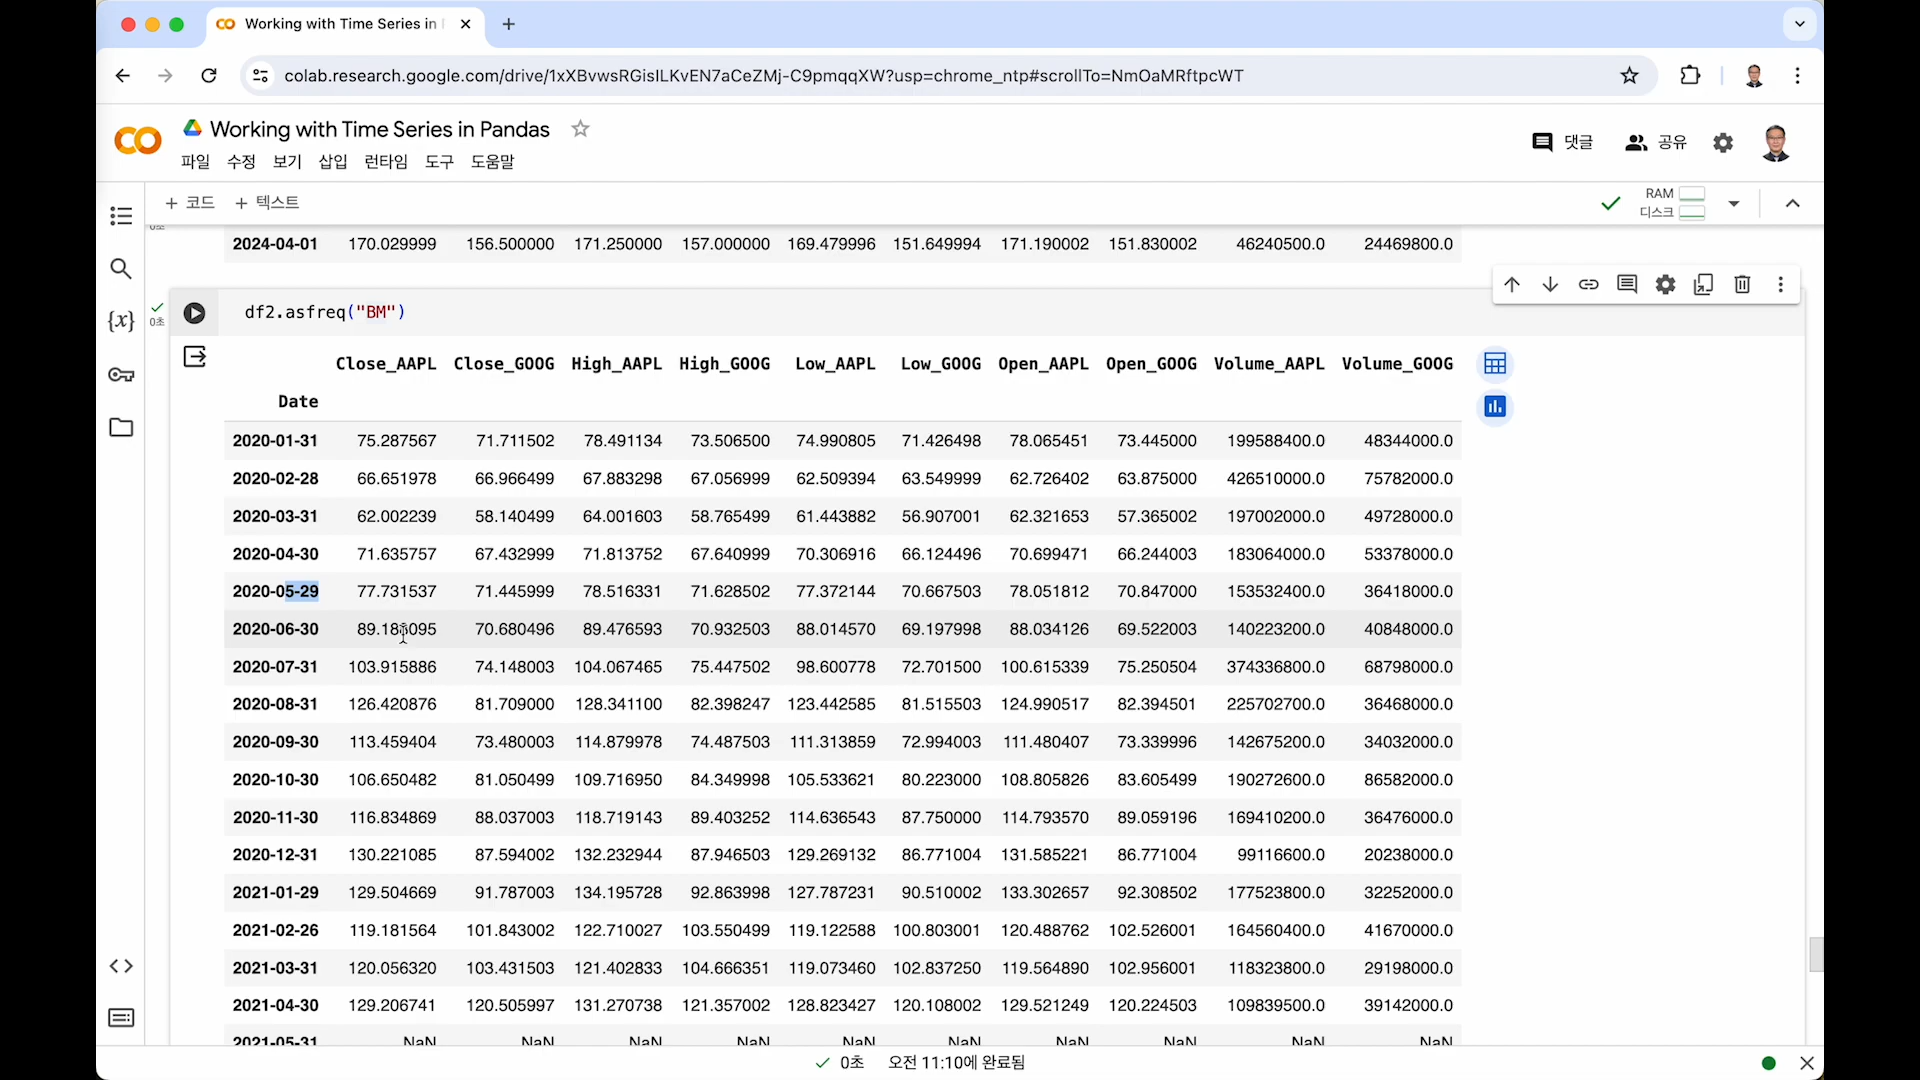 Working with Time Series in
colab.research.google.com/drive/1xXBvwsRGisILKvEN7aCeZMj-C9pmqqXW?usp=chrome_ntp#scrollTo=NmOaMRftpcWT
Working with Time Series in Pandas
파일 수정 보기 삽입 런타임 도구 도움말
댓글 공유
+ 코드 + 텍스트
RAM
디스크
2024-04-01 170.029999 156.500000 171.250000 157.000000 169.479996 151.649994 171.190002 151.830002 46240500.0 24469800.0
0초
df2.asfreq("BM")
Close_AAPL Close_GOOG High_AAPL High_GOOG Low_AAPL Low_GOOG Open_AAPL Open_GOOG Volume_AAPL Volume_GOOG
Date
2020-01-31 75.287567 71.711502 78.491134 73.506500 74.990805 71.426498 78.065451 73.445000 199588400.0 48344000.0
2020-02-28 66.651978 66.966499 67.883298 67.056999 62.509394 63.549999 62.726402 63.875000 426510000.0 75782000.0
2020-03-31 62.002239 58.140499 64.001603 58.765499 61.443882 56.907001 62.321653 57.365002 197002000.0 49728000.0
2020-04-30 71.635757 67.432999 71.813752 67.640999 70.306916 66.124496 70.699471 66.244003 183064000.0 53378000.0
2020-05-29 77.731537 71.445999 78.516331 71.628502 77.372144 70.667503 78.051812 70.847000 153532400.0 36418000.0
2020-06-30 70.680496 89.476593 70.932503 88.014570 69.197998 88.034126 69.522003 140223200.0 40848000.0
2020-07-31 103.915886 74.148003 104.067465 75.447502 98.600778 72.701500 100.615339 75.250504 374336800.0 68798000.0
2020-08-31 126.420876 81.709000 128.341100 82.398247 123.442585 81.515503 124.990517 82.394501 225702700.0 36468000.0
2020-09-30 113.459404 73.480003 114.879978 74.487503 111.313859 72.994003 111.480407 73.339996 142675200.0 34032000.0
2020-10-30 106.650482 81.050499 109.716950 84.349998 105.533621 80.223000 108.805826 83.605499 190272600.0 86582000.0
2020-11-30 116.834869 88.037003 118.719143 89.403252 114.636543 87.750000 114.793570 89.059196 169410200.0 36476000.0
2020-12-31 130.221085 87.594002 132.232944 87.946503 129.269132 86.771004 131.585221 86.771004 99116600.0 20238000.0
2021-01-29 129.504669 91.787003 134.195728 92.863998 127.787231 90.510002 133.302657 92.308502 177523800.0 32252000.0
2021-02-26 119.181564 101.843002 122.710027 103.550499 119.122588 100.803001 120.488762 102.526001 164560400.0 41670000.0
2021-03-31 120.056320 103.431503 121.402833 104.666351 119.073460 102.837250 119.564890 102.956001 118323800.0 29198000.0
2021-04-30 129.206741 120.505997 131.270738 121.357002 128.823427 120.108002 129.521249 120.224503 109839500.0 39142000.0
2021-05-31 NaN NaN NaN NaN NaN NaN NaN NaN NaN NaN
0초 오전 11:10에 완료됨